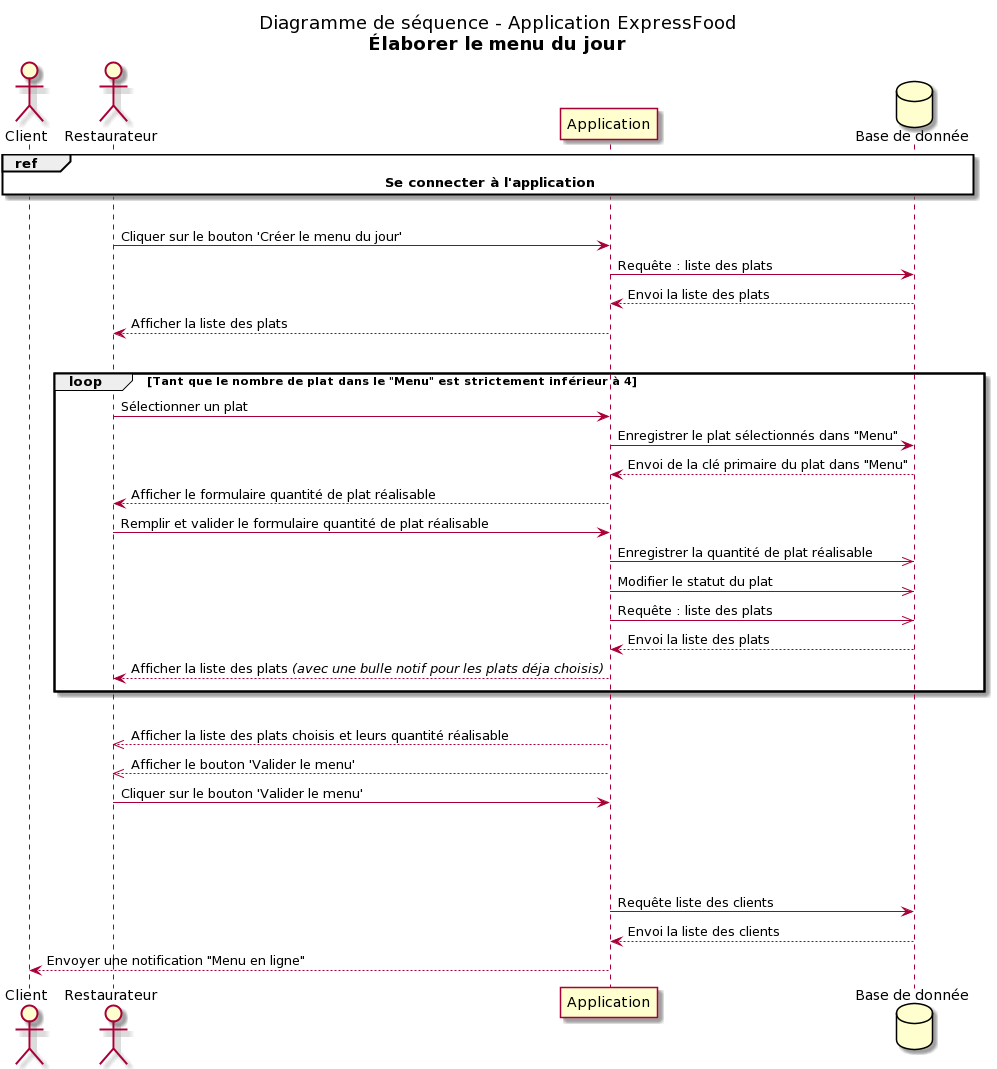 Diagramme de séquence - Application ExpressFood
Élaborer le menu du jour
Client
Restaurateur
Application
Base de donnée
ref
Se connecter à l'application
Cliquer sur le bouton 'Créer le menu du jour'
Requête : liste des plats
Envoi la liste des plats
Afficher la liste des plats
loop
[Tant que le nombre de plat dans le "Menu" est strictement inférieur à 4]
Sélectionner un plat
Enregistrer le plat sélectionnés dans "Menu"
Envoi de la clé primaire du plat dans "Menu"
Afficher le formulaire quantité de plat réalisable
Remplir et valider le formulaire quantité de plat réalisable
Enregistrer la quantité de plat réalisable
Modifier le statut du plat
Requête : liste des plats
Envoi la liste des plats
Afficher la liste des plats (avec une bulle notif pour les plats déja choisis)
Afficher la liste des plats choisis et leurs quantité réalisable
Afficher le bouton 'Valider le menu'
Cliquer sur le bouton 'Valider le menu'
Requête liste des clients
Envoi la liste des clients
Envoyer une notification "Menu en ligne"
Client
Restaurateur
Application
Base de donnée